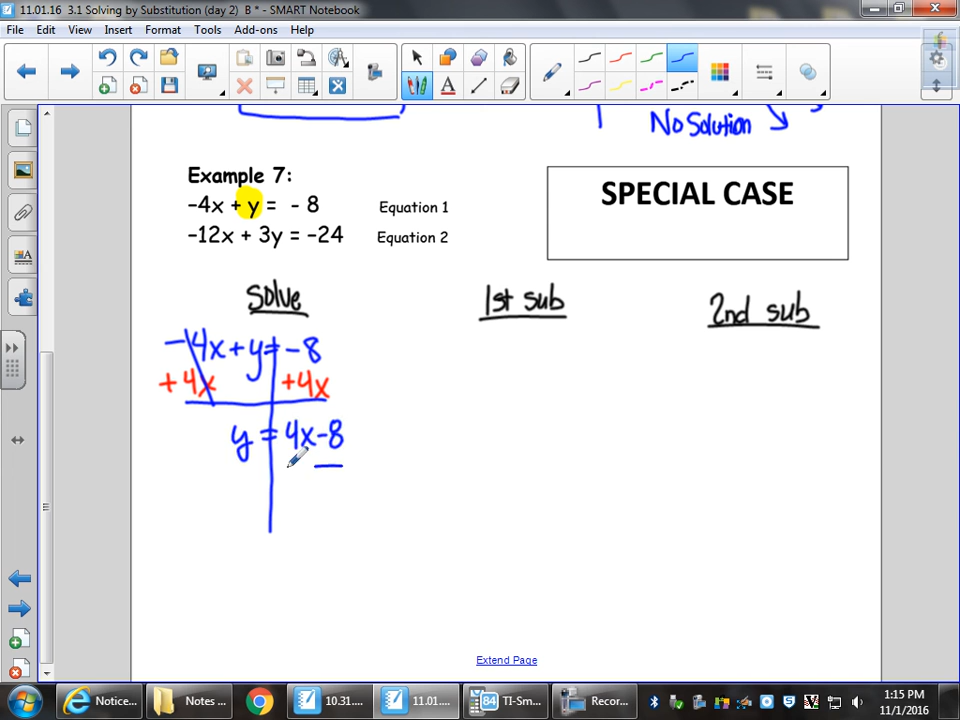 11.01.16 3.1 Solving by Substitution (day 2) B * - SMART Notebook
File Edit View Insert Format Tools Add-ons Help
No Solution
Example 7:
-4x + y = - 8 Equation 1
-12x + 3y = -24 Equation 2
SPECIAL CASE
Solve
1st sub
2nd sub
-4x + y = -8
+4x +4x
y = 4x - 8
Extend Page
Notice... Notes ... 10.31.... 11.01.... TI-Sm... Recor... 1:15 PM
11/1/2016